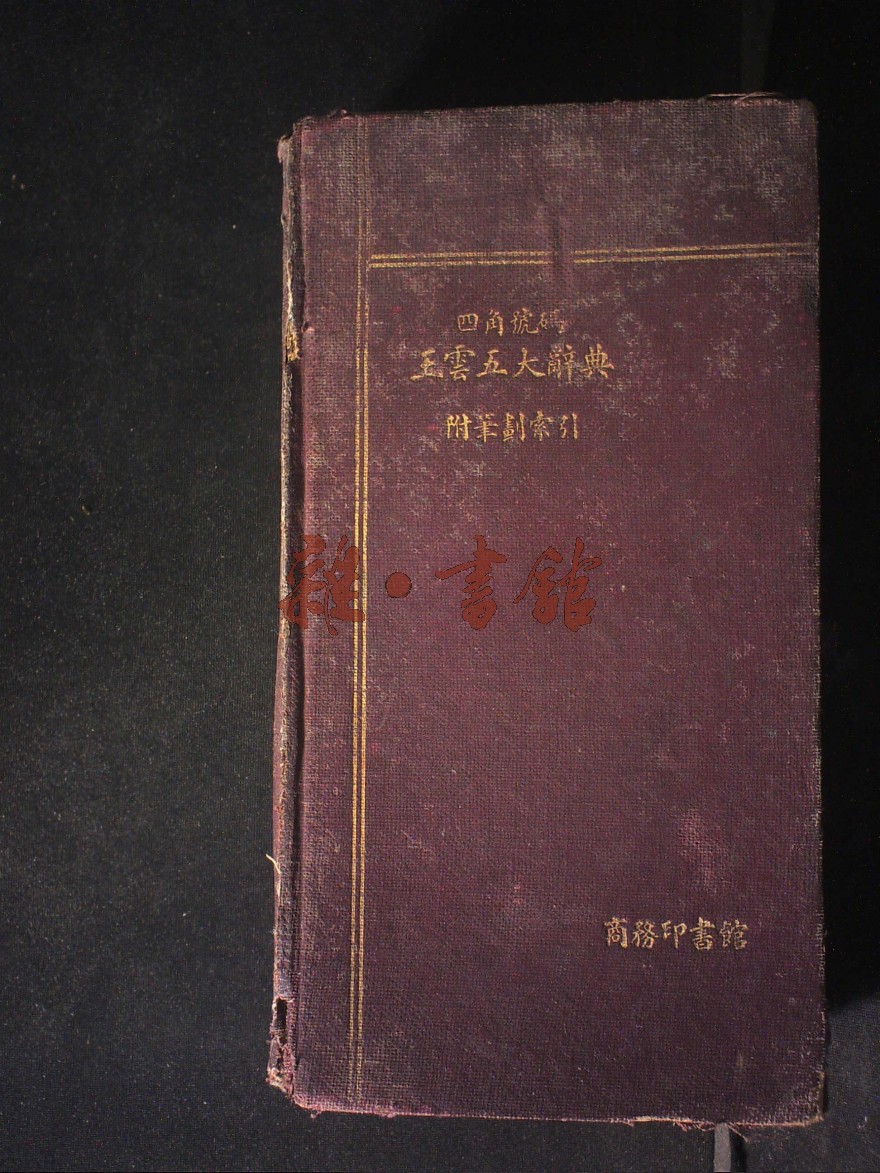 四角號碼
王雲五大辭典
附筆劃索引
雜·書館
商務印書館